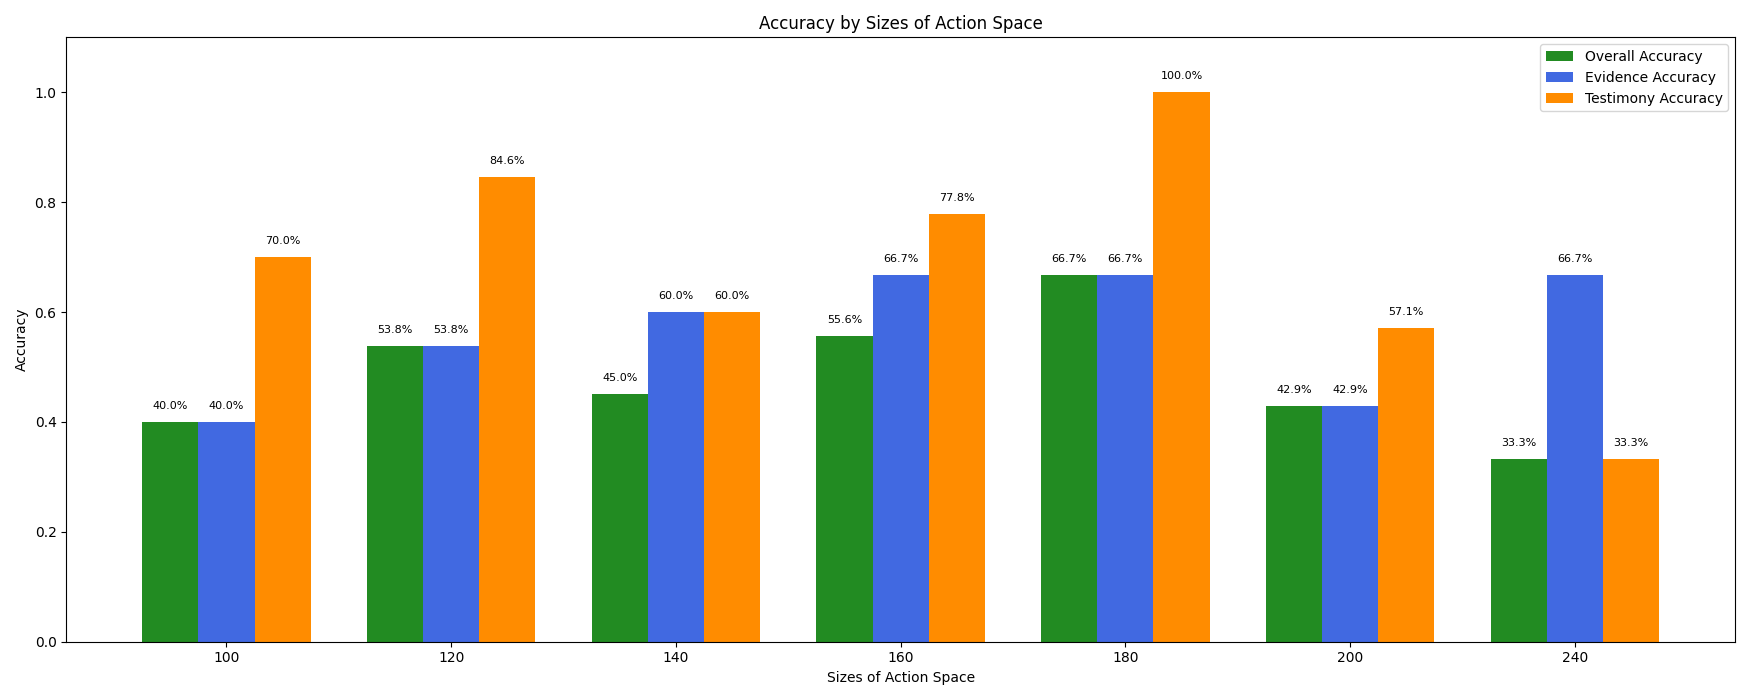 Accuracy by Sizes of Action Space
Overall Accuracy
Evidence Accuracy
Testimony Accuracy
Accuracy
1.0
0.8
0.6
0.4
0.2
0.0
40.0% 40.0% 70.0%
53.8% 53.8% 84.6%
45.0% 60.0% 60.0%
55.6% 66.7% 77.8%
66.7% 66.7% 100.0%
42.9% 42.9% 57.1%
33.3% 66.7% 33.3%
100 120 140 160 180 200 240
Sizes of Action Space